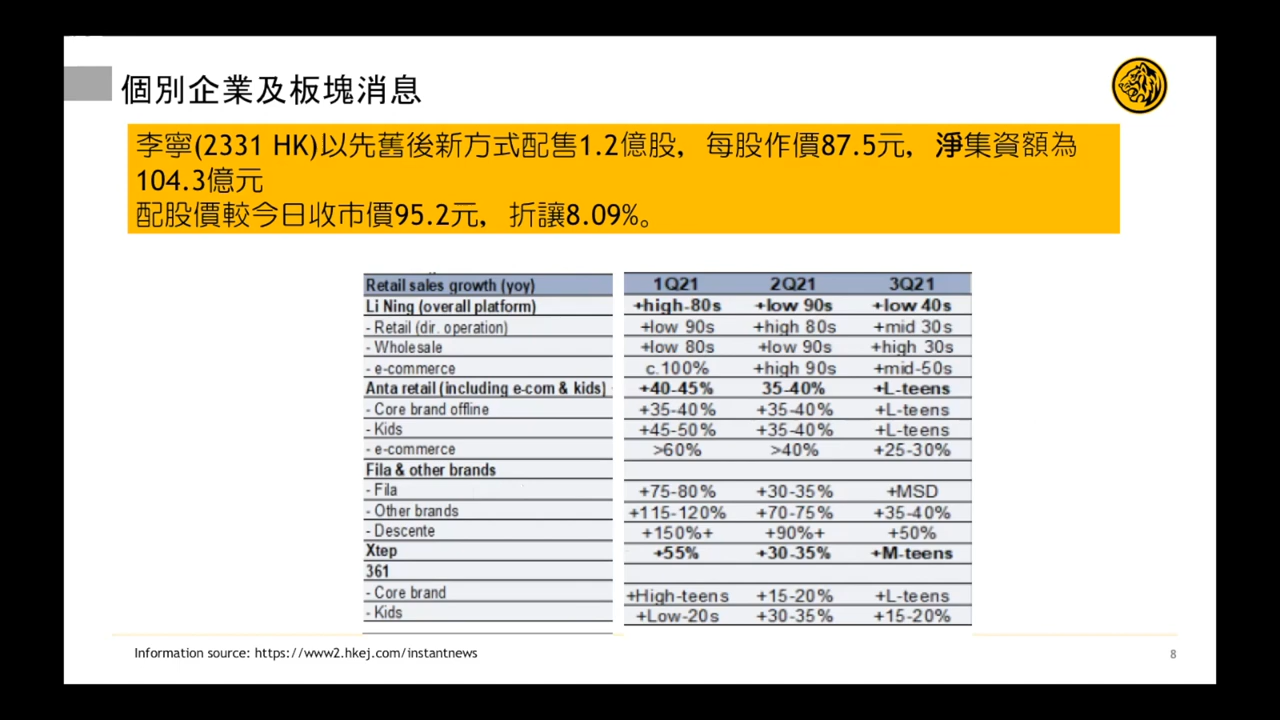 個別企業及板塊消息
李寧(2331 HK)以先舊後新方式配售1.2億股，每股作價87.5元，淨集資額為
104.3億元
配股價較今日收市價95.2元，折讓8.09%。
Retail sales growth (yoy) 1Q21 2Q21 3Q21
Li Ning (overall platform) +high-80s +low 90s +low 40s
- Retail (dir. operation) +low 90s +high 80s +mid 30s
- Wholesale +low 80s +low 90s +high 30s
- e-commerce c.100% +high 90s +mid-50s
Anta retail (including e-com & kids) +40-45% 35-40% +L-teens
- Core brand offline +35-40% +35-40% +L-teens
- Kids +45-50% +35-40% +L-teens
- e-commerce >60% >40% +25-30%
Fila & other brands
- Fila +75-80% +30-35% +MSD
- Other brands +115-120% +70-75% +35-40%
- Descente +150%+ +90%+ +50%
Xtep +55% +30-35% +M-teens
361
- Core brand +High-teens +15-20% +L-teens
- Kids +Low-20s +30-35% +15-20%
Information source: https://www2.hkej.com/instantnews
8